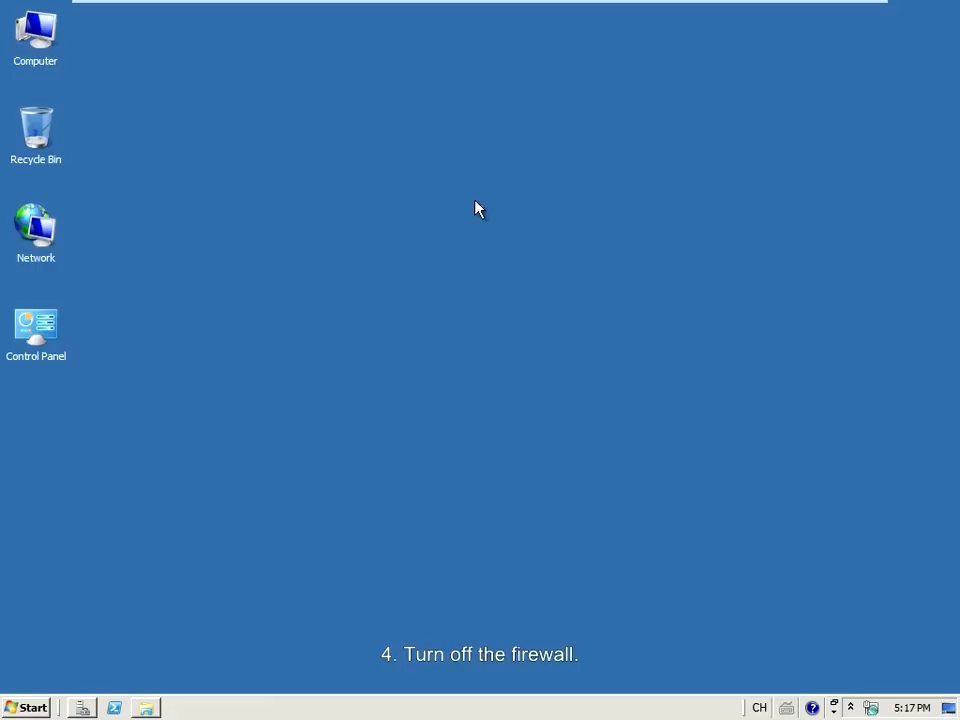 Computer
Recycle Bin
Network
Control Panel
4. Turn off the firewall.
Start
CH
5:17 PM